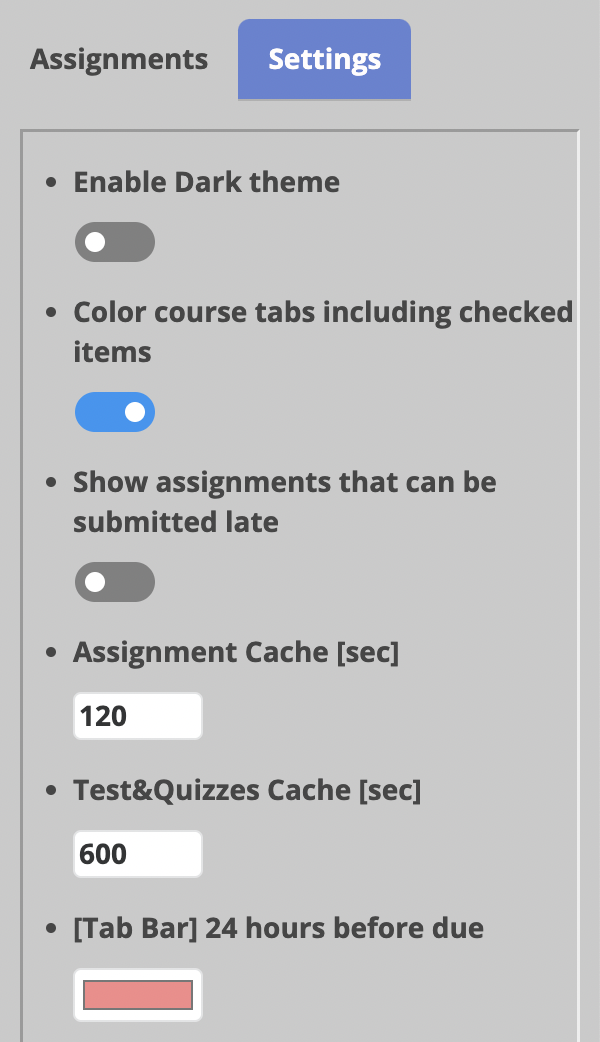 Assignments Settings
Enable Dark theme
Color course tabs including checked
items
Show assignments that can be
submitted late
Assignment Cache [sec]
120
Test&Quizzes Cache [sec]
600
[Tab Bar] 24 hours before due